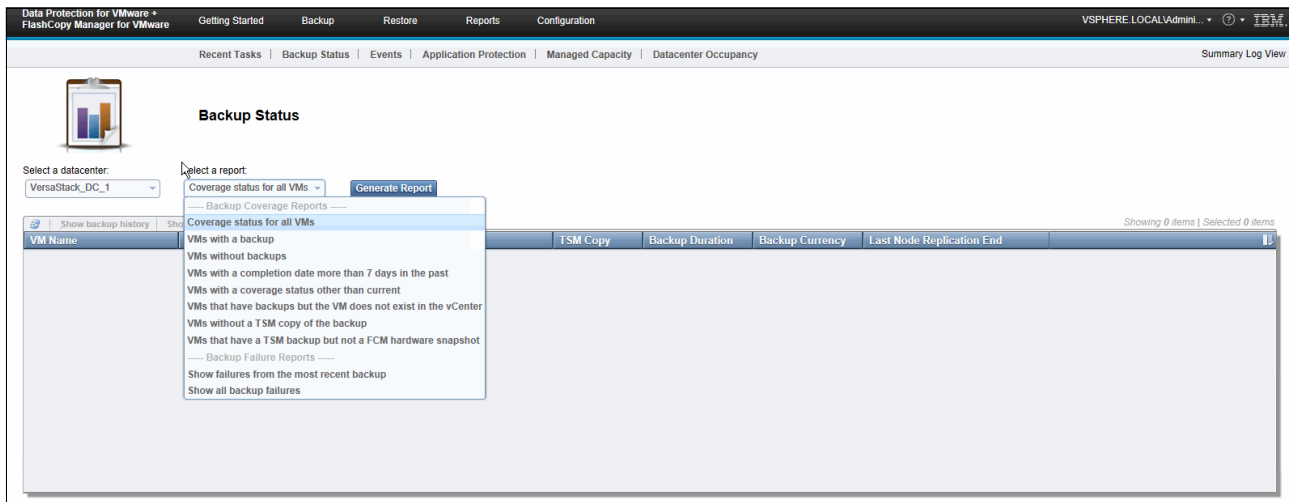 Data Protection for VMware +
FlashCopy Manager for VMware
Getting Started Backup Restore Reports Configuration VSPHERE.LOCAL\Admini... IBM.
Recent Tasks | Backup Status | Events | Application Protection | Managed Capacity | Datacenter Occupancy Summary Log View
Backup Status
Select a datacenter: elect a report:
VersaStack_DC_1 Coverage status for all VMs Generate Report
----- Backup Coverage Reports -----
Show backup history Sho Coverage status for all VMs Showing 0 items | Selected 0 items
VM Name VMs with a backup TSM Copy Backup Duration Backup Currency Last Node Replication End
VMs without backups
VMs with a completion date more than 7 days in the past
VMs with a coverage status other than current
VMs that have backups but the VM does not exist in the vCenter
VMs without a TSM copy of the backup
VMs that have a TSM backup but not a FCM hardware snapshot
----- Backup Failure Reports -----
Show failures from the most recent backup
Show all backup failures